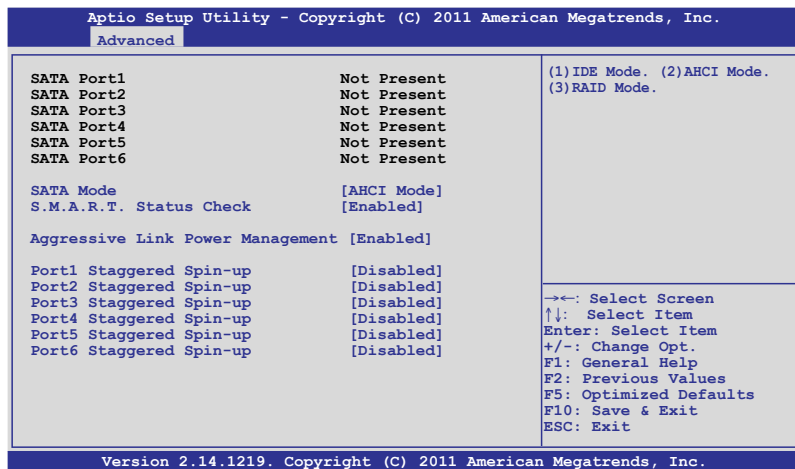 Aptio Setup Utility - Copyright (C) 2011 American Megatrends, Inc.
Advanced
SATA Port1 Not Present
SATA Port2 Not Present
SATA Port3 Not Present
SATA Port4 Not Present
SATA Port5 Not Present
SATA Port6 Not Present
SATA Mode [AHCI Mode]
S.M.A.R.T. Status Check [Enabled]
Aggressive Link Power Management [Enabled]
Port1 Staggered Spin-up [Disabled]
Port2 Staggered Spin-up [Disabled]
Port3 Staggered Spin-up [Disabled]
Port4 Staggered Spin-up [Disabled]
Port5 Staggered Spin-up [Disabled]
Port6 Staggered Spin-up [Disabled]
(1)IDE Mode. (2)AHCI Mode.
(3)RAID Mode.
→←: Select Screen
↑↓: Select Item
Enter: Select Item
+/-: Change Opt.
F1: General Help
F2: Previous Values
F5: Optimized Defaults
F10: Save & Exit
ESC: Exit
Version 2.14.1219. Copyright (C) 2011 American Megatrends, Inc.